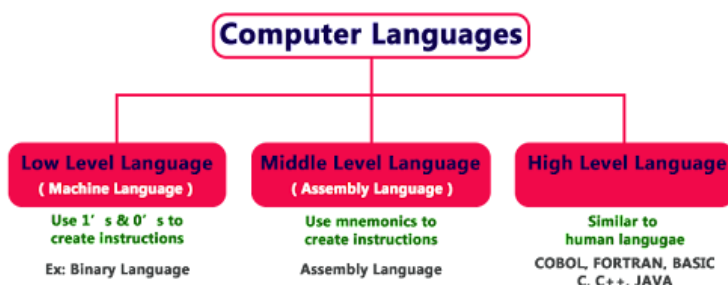 Computer Languages
Low Level Language
( Machine Language )
Use 1's & 0's to
create instructions
Ex: Binary Language
Middle Level Language
( Assembly Language )
Use mnemonics to
create instructions
Assembly Language
High Level Language
Similar to
human langugae
COBOL, FORTRAN, BASIC
C, C++, JAVA